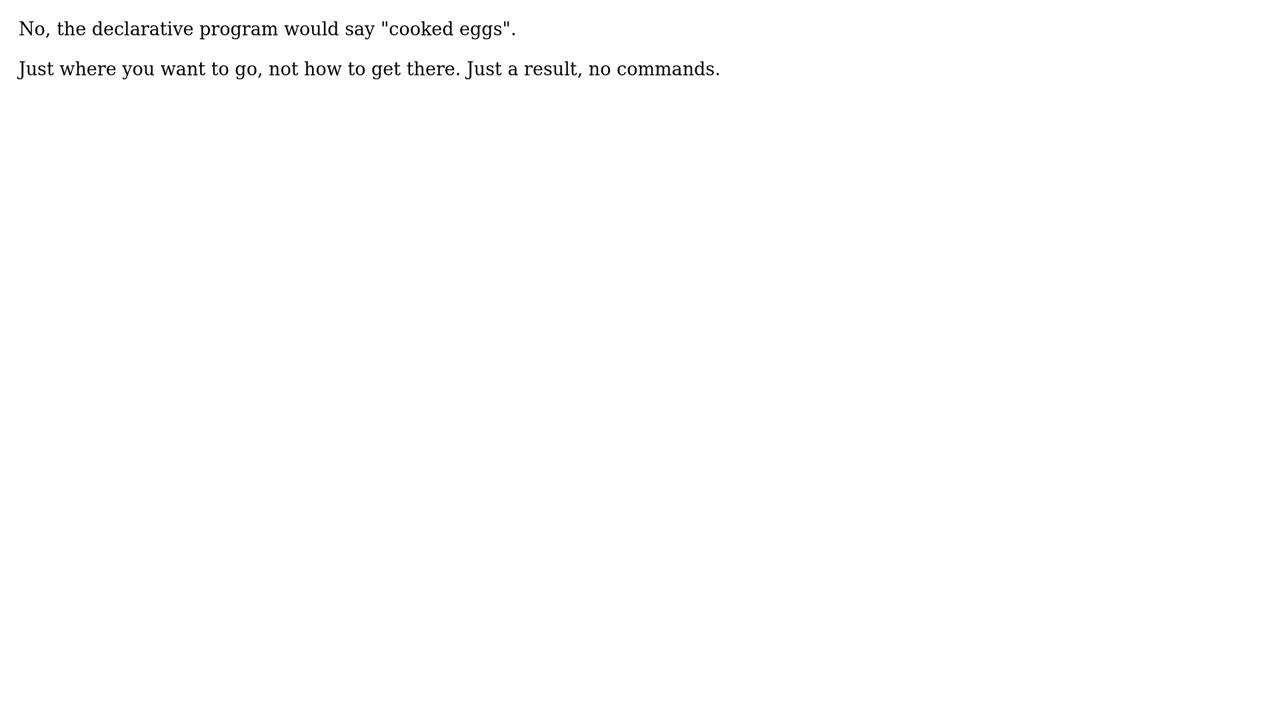 No, the declarative program would say "cooked eggs".
Just where you want to go, not how to get there. Just a result, no commands.